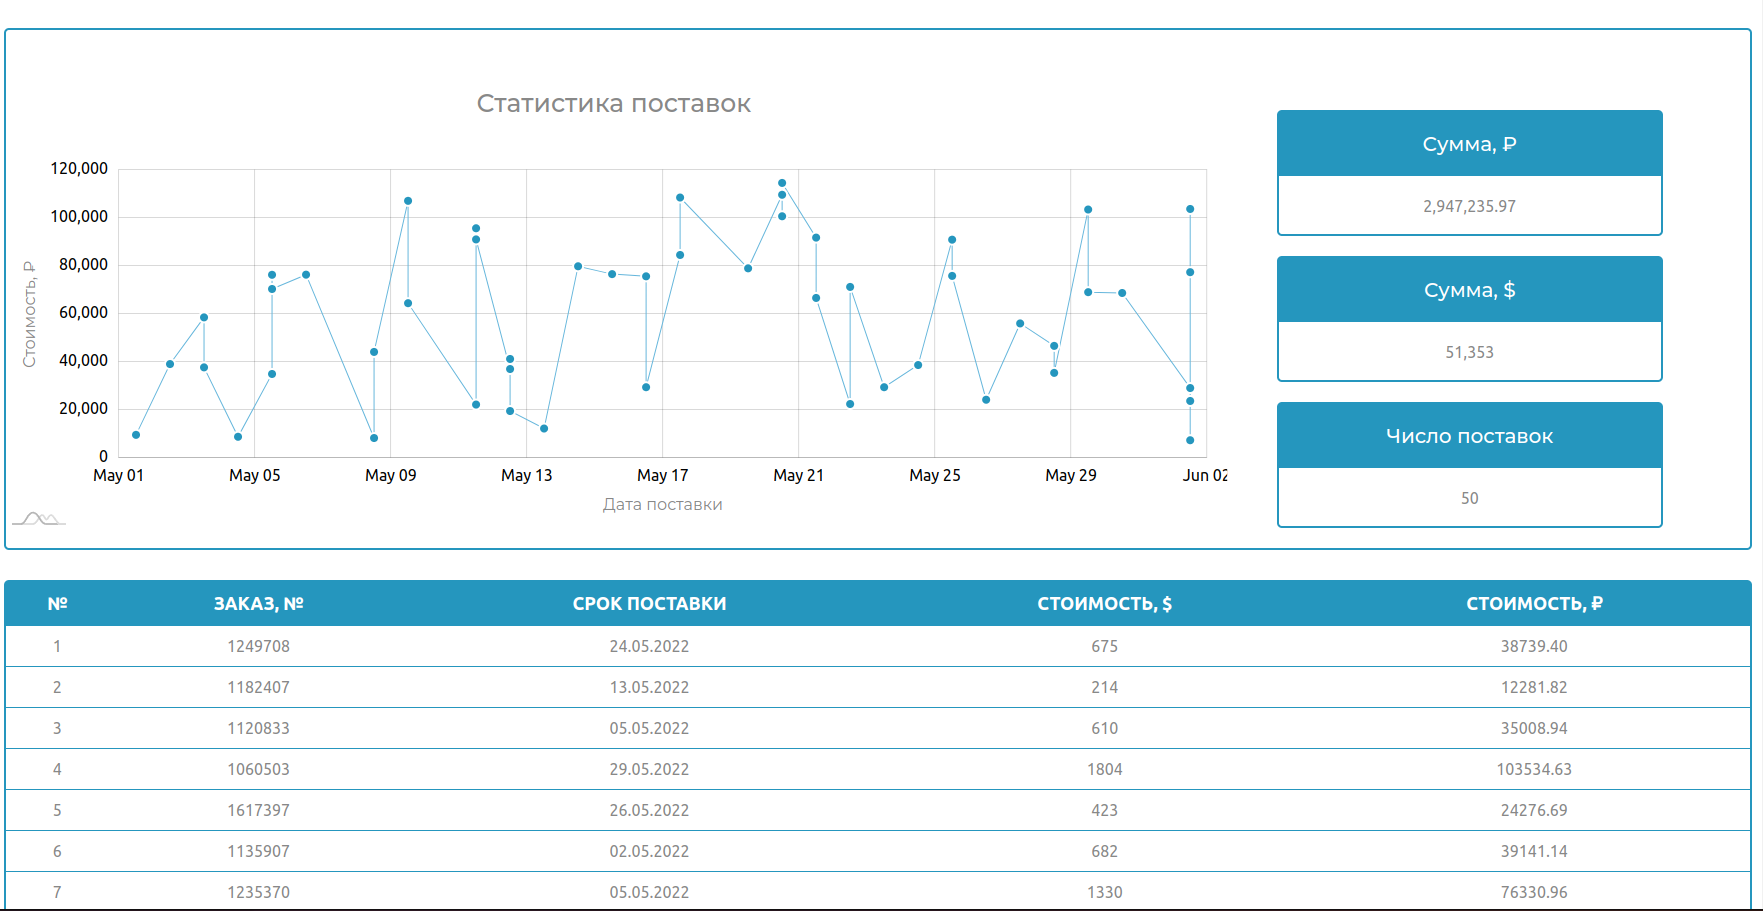 Статистика поставок
Стоимость, ₽
120,000
100,000
80,000
60,000
40,000
20,000
0
May 01 May 05 May 09 May 13 May 17 May 21 May 25 May 29 Jun 02
Дата поставки
Сумма, ₽
2,947,235.97
Сумма, $
51,353
Число поставок
50
№ ЗАКАЗ, № СРОК ПОСТАВКИ СТОИМОСТЬ, $ СТОИМОСТЬ, ₽
1 1249708 24.05.2022 675 38739.40
2 1182407 13.05.2022 214 12281.82
3 1120833 05.05.2022 610 35008.94
4 1060503 29.05.2022 1804 103534.63
5 1617397 26.05.2022 423 24276.69
6 1135907 02.05.2022 682 39141.14
7 1235370 05.05.2022 1330 76330.96